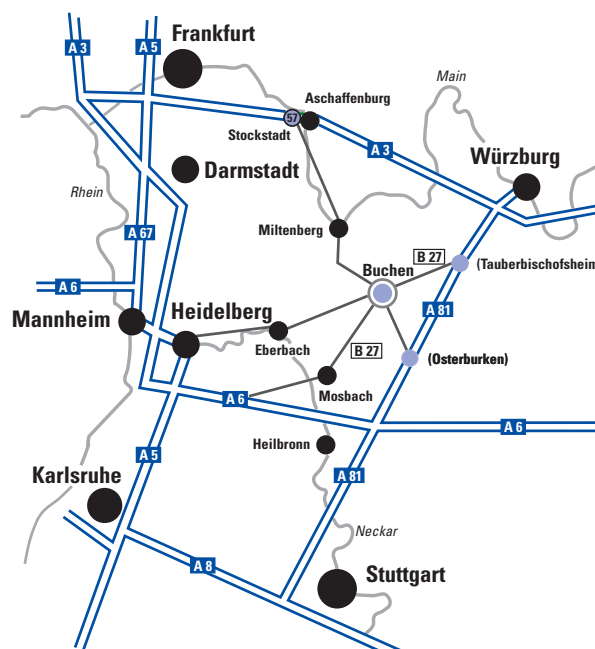 Frankfurt
A 3
A 5
Main
Aschaffenburg
57
Stockstadt
A 3
Würzburg
Darmstadt
Rhein
Miltenberg
A 67
B 27
(Tauberbischofsheim
Buchen
A 6
Mannheim
Heidelberg
A 81
Eberbach
B 27
(Osterburken)
Mosbach
A 6
A 6
Heilbronn
A 5
Karlsruhe
A 81
Neckar
A 8
Stuttgart